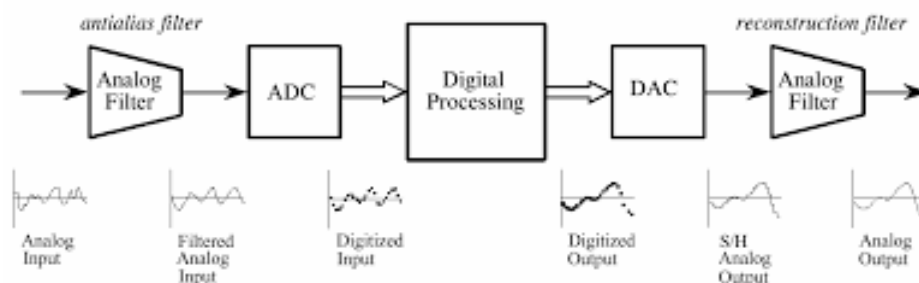 antialias filter
reconstruction filter
Analog
Filter
ADC
Digital
Processing
DAC
Analog
Filter
Analog
Input
Filtered
Analog
Input
Digitized
Input
Digitized
Output
S/H
Analog
Output
Analog
Output